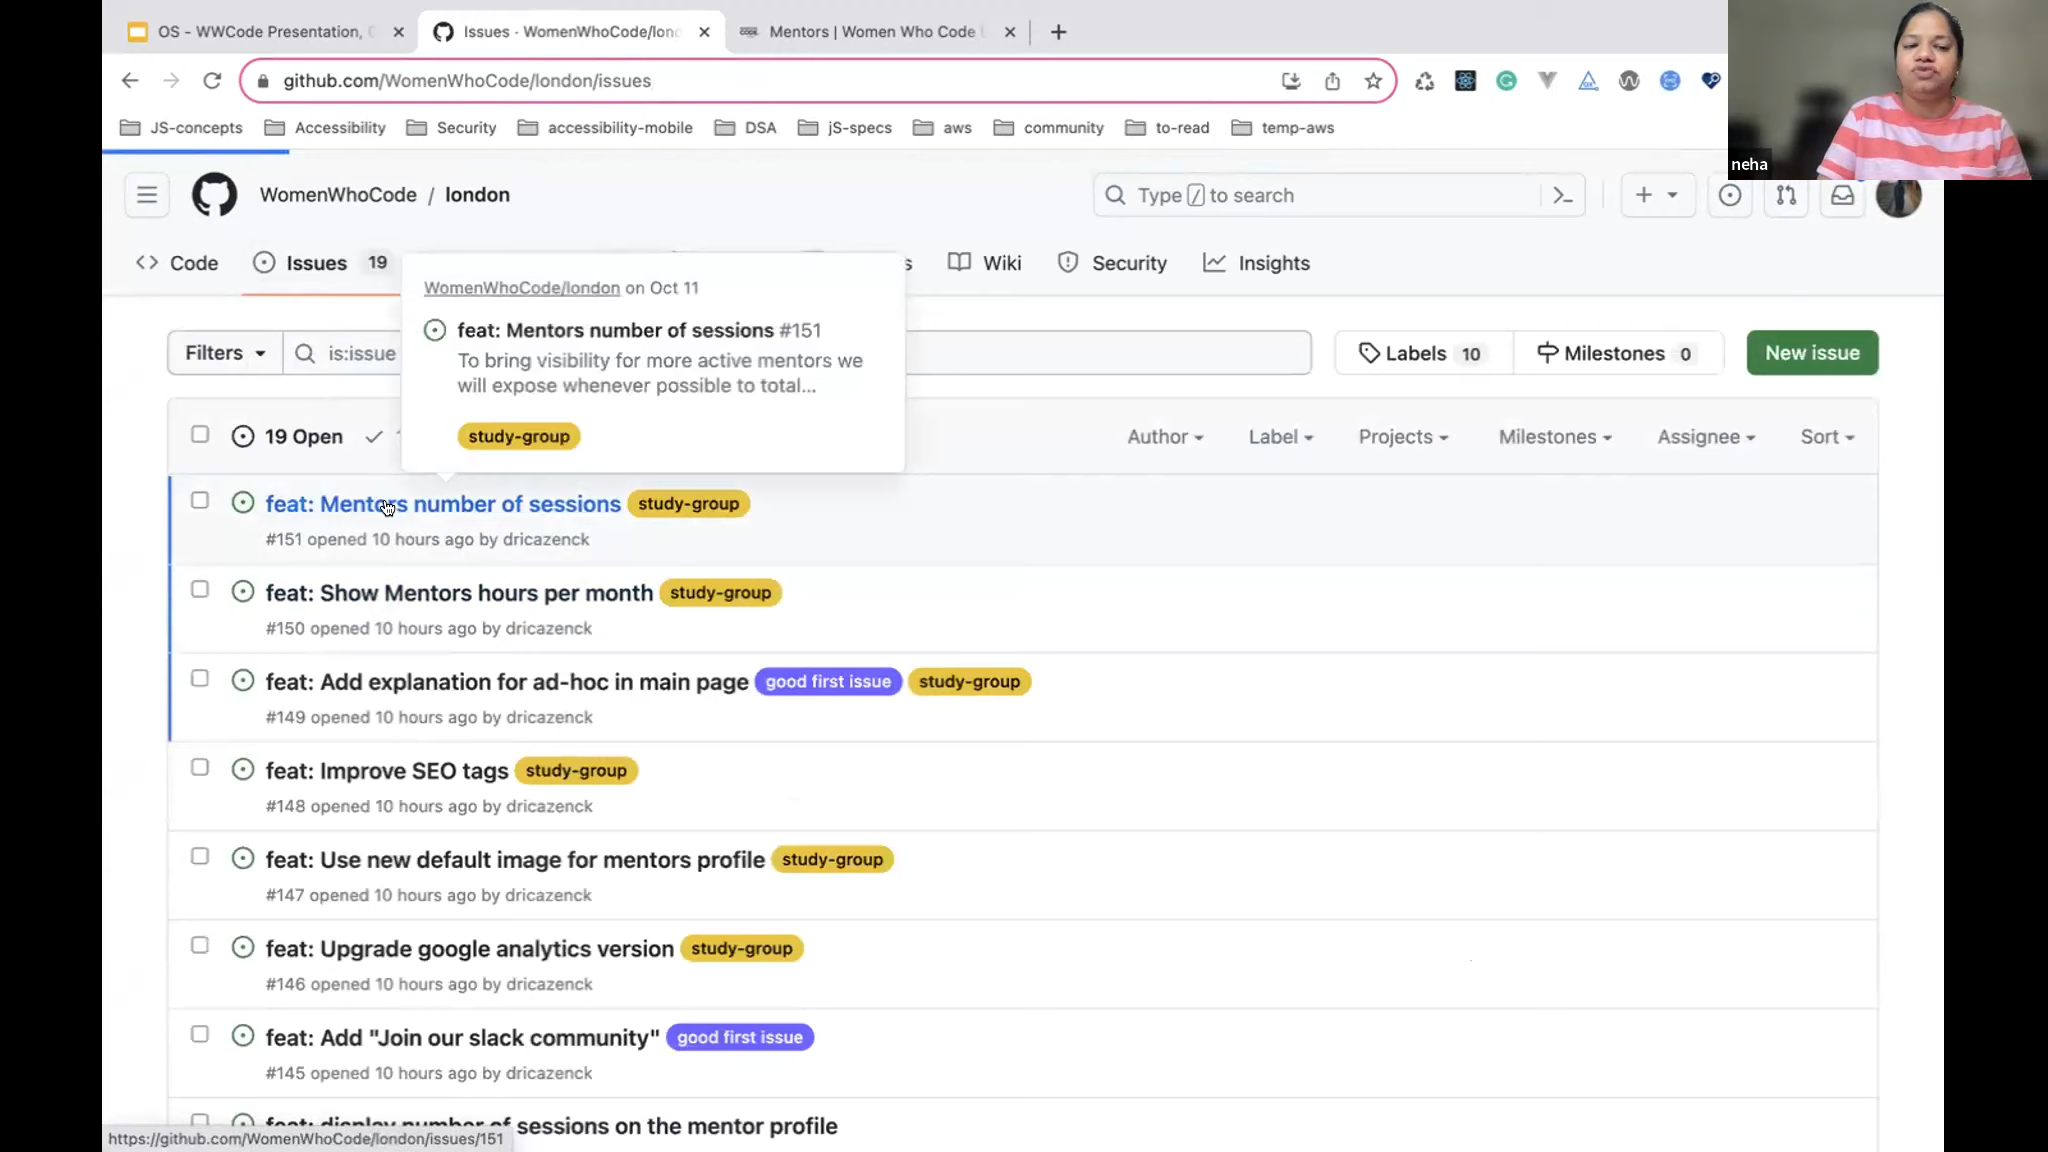 OS - WWCode Presentation,
Issues · WomenWhoCode/lond
Mentors | Women Who Code
github.com/WomenWhoCode/london/issues
JS-concepts
Accessibility
Security
accessibility-mobile
DSA
jS-specs
aws
community
to-read
temp-aws
neha
WomenWhoCode / london
Type / to search
Code
Issues 19
Wiki
Security
Insights
WomenWhoCode/london on Oct 11
feat: Mentors number of sessions #151
To bring visibility for more active mentors we
will expose whenever possible to total...
study-group
Filters
is:issue
Labels 10
Milestones 0
New issue
19 Open
Author
Label
Projects
Milestones
Assignee
Sort
feat: Mentors number of sessions study-group
#151 opened 10 hours ago by dricazenck
feat: Show Mentors hours per month study-group
#150 opened 10 hours ago by dricazenck
feat: Add explanation for ad-hoc in main page good first issue study-group
#149 opened 10 hours ago by dricazenck
feat: Improve SEO tags study-group
#148 opened 10 hours ago by dricazenck
feat: Use new default image for mentors profile study-group
#147 opened 10 hours ago by dricazenck
feat: Upgrade google analytics version study-group
#146 opened 10 hours ago by dricazenck
feat: Add "Join our slack community" good first issue
#145 opened 10 hours ago by dricazenck
feat: display number of sessions on the mentor profile
https://github.com/WomenWhoCode/london/issues/151